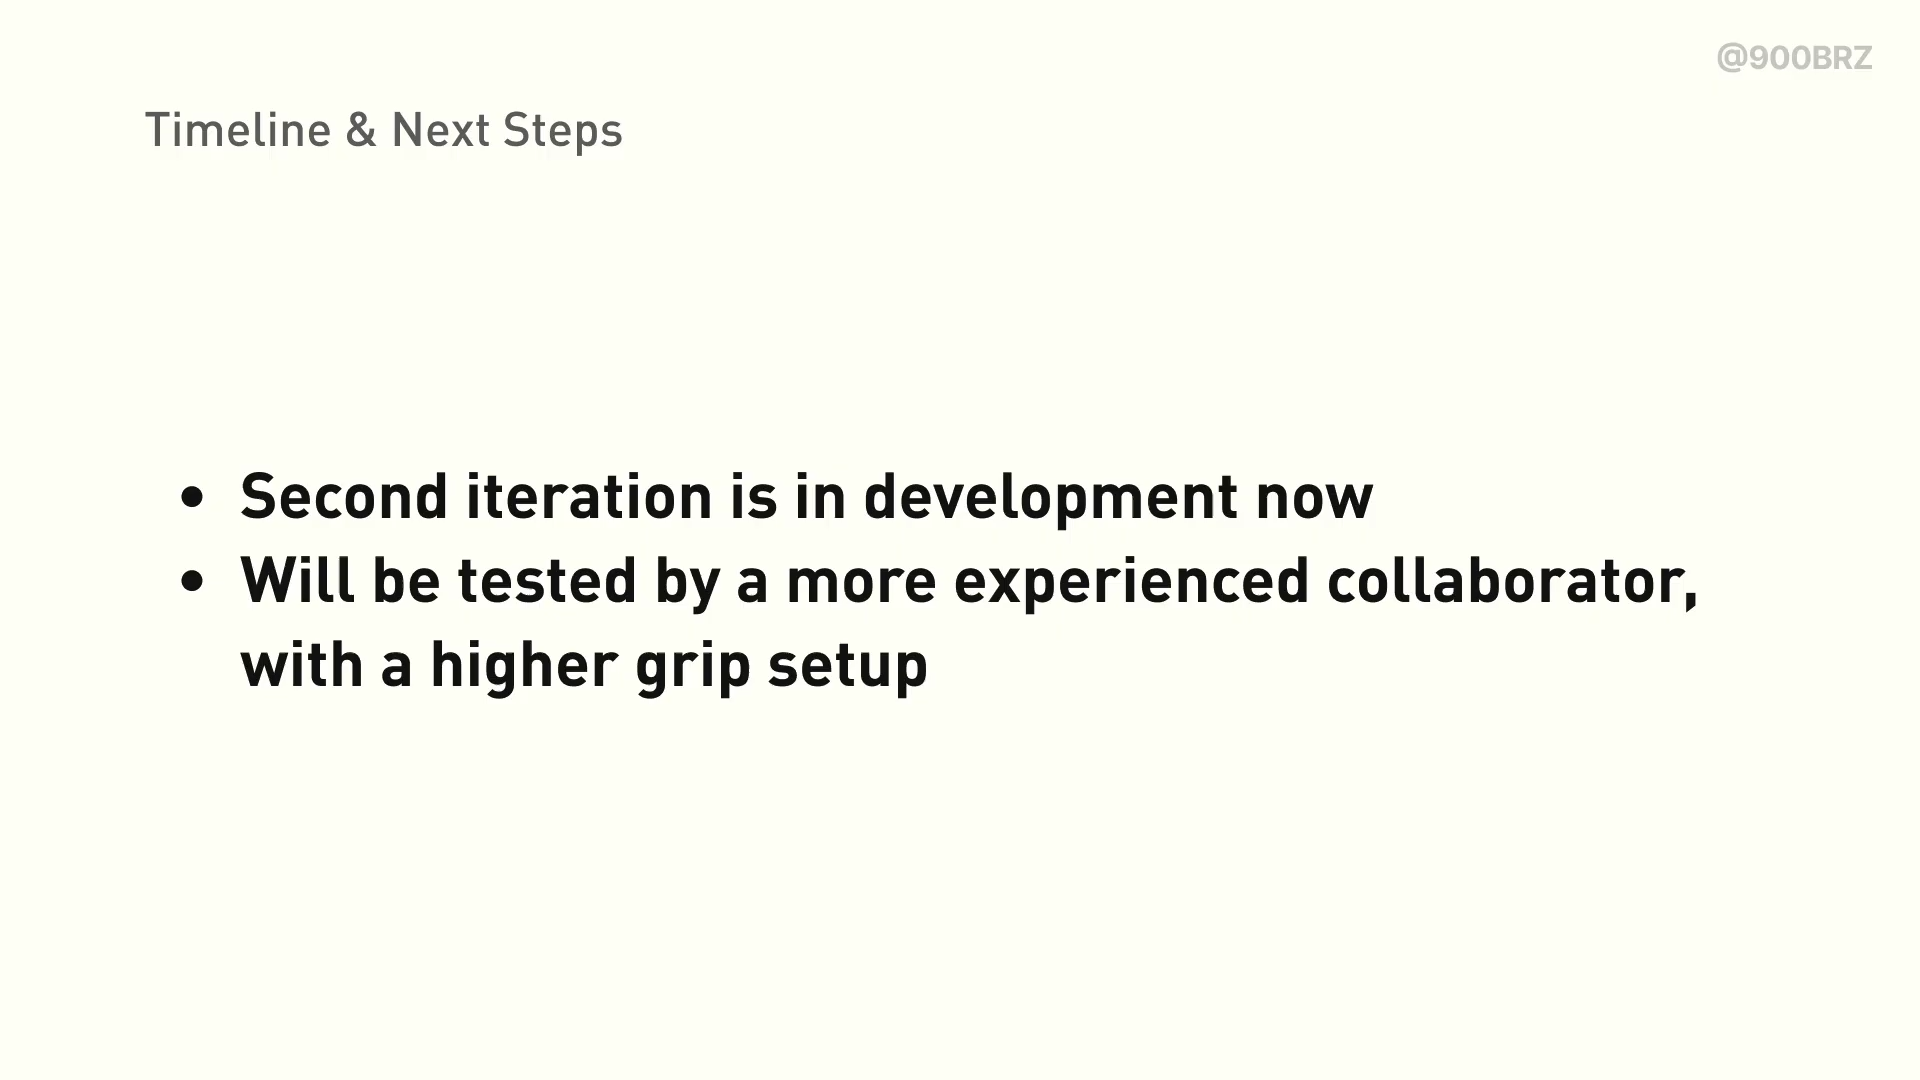 @900BRZ
Timeline & Next Steps
• Second iteration is in development now
• Will be tested by a more experienced collaborator,
with a higher grip setup